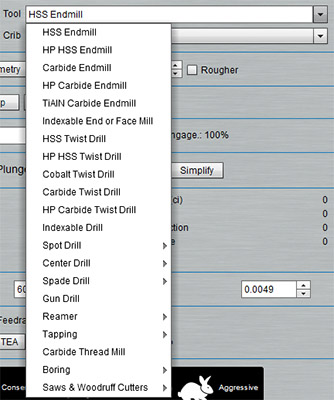 Tool HSS Endmill
Crib
HSS Endmill
HP HSS Endmill
Carbide Endmill
HP Carbide Endmill
TiAlN Carbide Endmill
Indexable End or Face Mill
HSS Twist Drill
HP HSS Twist Drill
Cobalt Twist Drill
Carbide Twist Drill
HP Carbide Twist Drill
Indexable Drill
Spot Drill
Center Drill
Spade Drill
Gun Drill
Reamer
Tapping
Carbide Thread Mill
Boring
Saws & Woodruff Cutters
metry
Rougher
p
ngage.: 100%
Plunge
Simplify
(ci) 0
0
ction 0
e 0
60
0.0049
Feedra
TEA
Conse
Aggressive